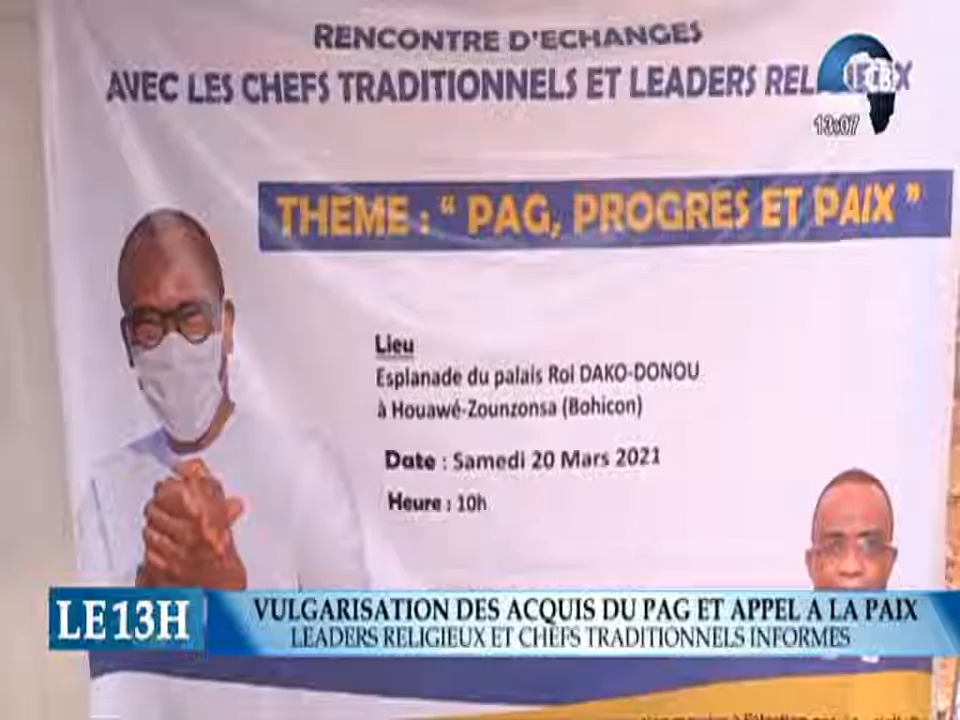 RENCONTRE D'ECHANGES
AVEC LES CHEFS TRADITIONNELS ET LEADERS
13:07
THEME : " PAG, PROGRES ET PAIX "
Lieu
Esplanade du palais Roi DAKO-DONOU
à Houawé-Zounzonsa (Bohicon)
Date : Samedi 20 Mars 2021
Heure : 10h
LE 13H
VULGARISATION DES ACQUIS DU PAG ET APPEL A LA PAIX
LEADERS RELIGIEUX ET CHEFS TRADITIONNELS INFORMES